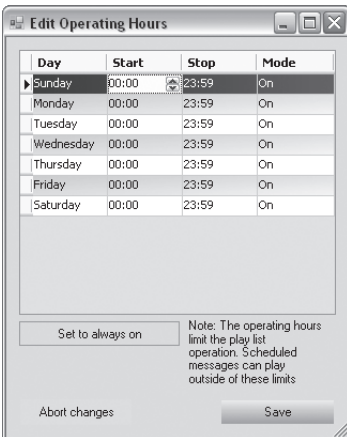 Edit Operating Hours
Day Start Stop Mode
Sunday 00:00 23:59 On
Monday 00:00 23:59 On
Tuesday 00:00 23:59 On
Wednesday 00:00 23:59 On
Thursday 00:00 23:59 On
Friday 00:00 23:59 On
Saturday 00:00 23:59 On
Set to always on
Note: The operating hours
limit the play list
operation. Scheduled
messages can play
outside of these limits
Abort changes
Save